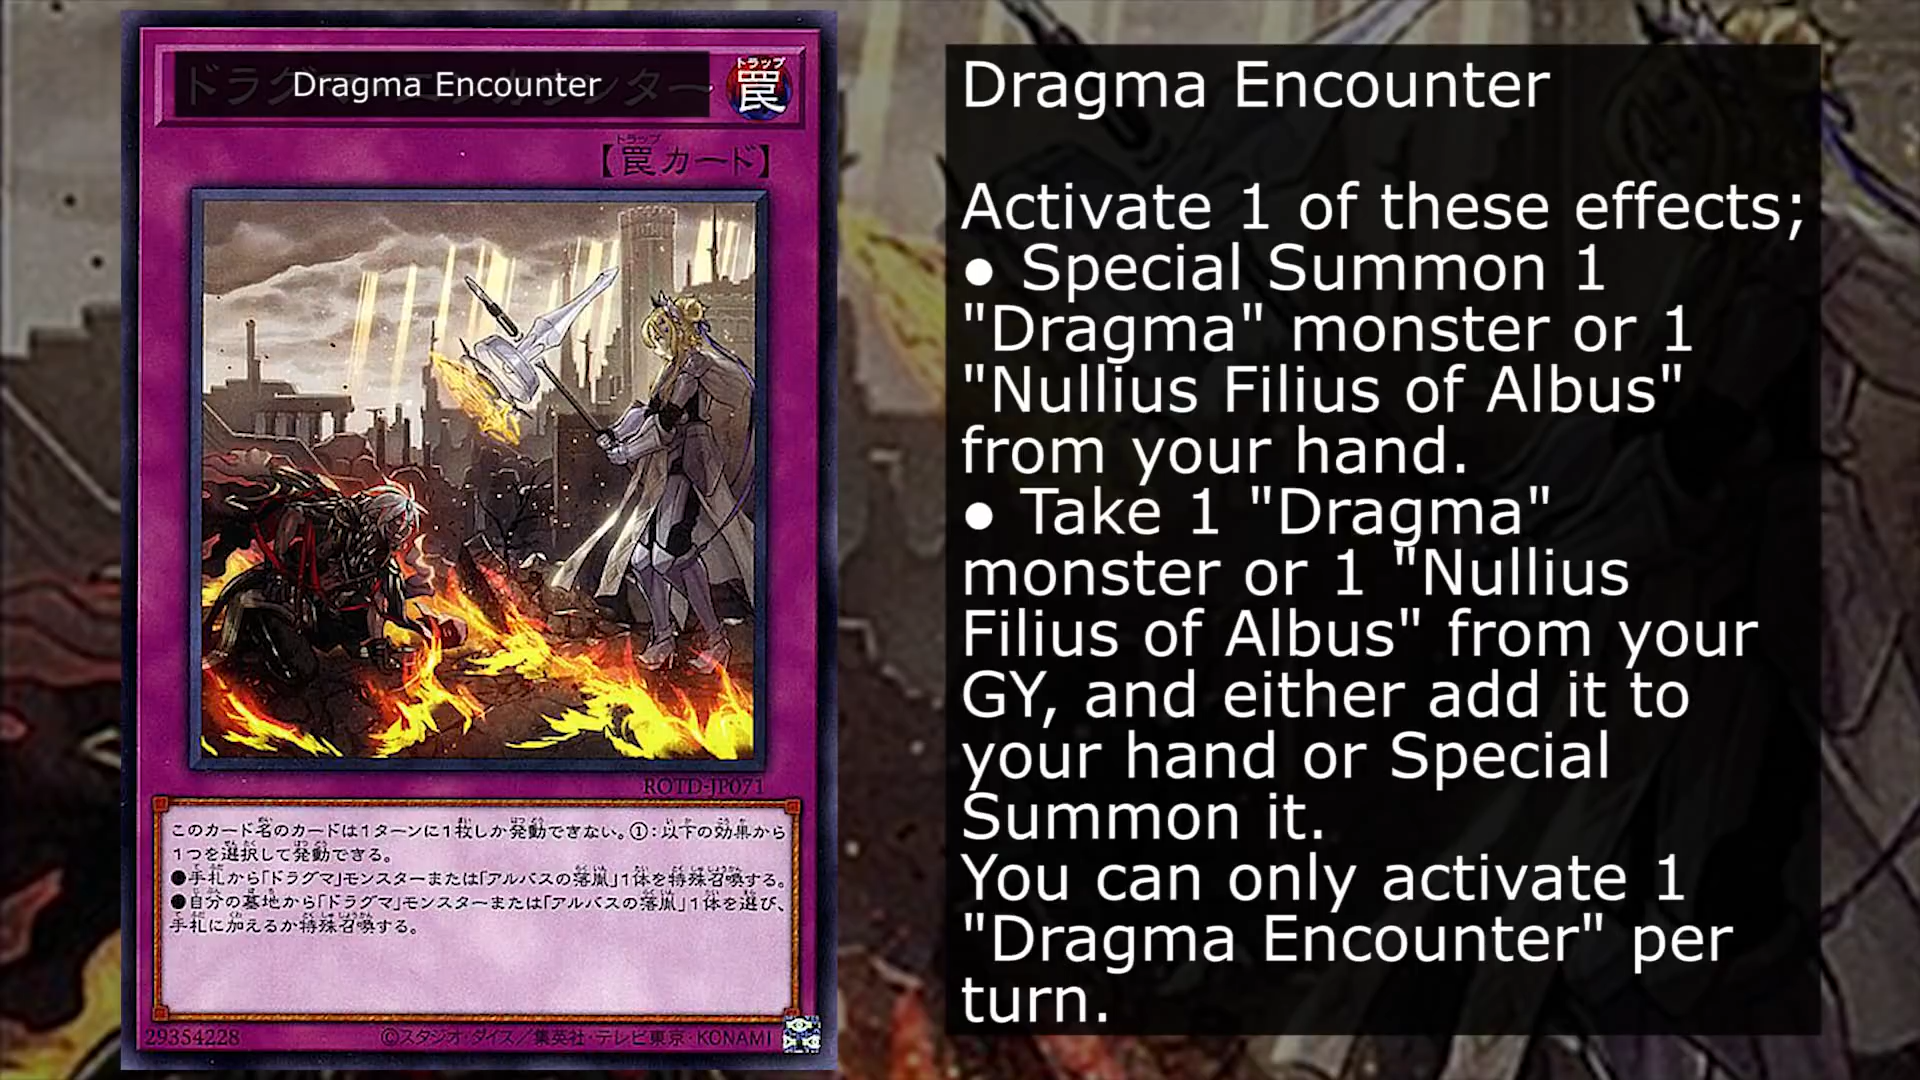 Dragma Encounter
トラップ
罠
トラップ
【罠カード】
ROTD-JP071
このカード名のカードは1ターンに1枚しか発動できない。①:以下の効果から
1つを選択して発動できる。
●手札から「ドラグマ」モンスターまたは「アルバスの落胤」1体を特殊召喚する。
●自分の墓地から「ドラグマ」モンスターまたは「アルバスの落胤」1体を選び、
手札に加えるか特殊召喚する。
29354228
©スタジオ・ダイス/集英社・テレビ東京・KONAMI
Dragma Encounter
Activate 1 of these effects;
● Special Summon 1
"Dragma" monster or 1
"Nullius Filius of Albus"
from your hand.
● Take 1 "Dragma"
monster or 1 "Nullius
Filius of Albus" from your
GY, and either add it to
your hand or Special
Summon it.
You can only activate 1
"Dragma Encounter" per
turn.